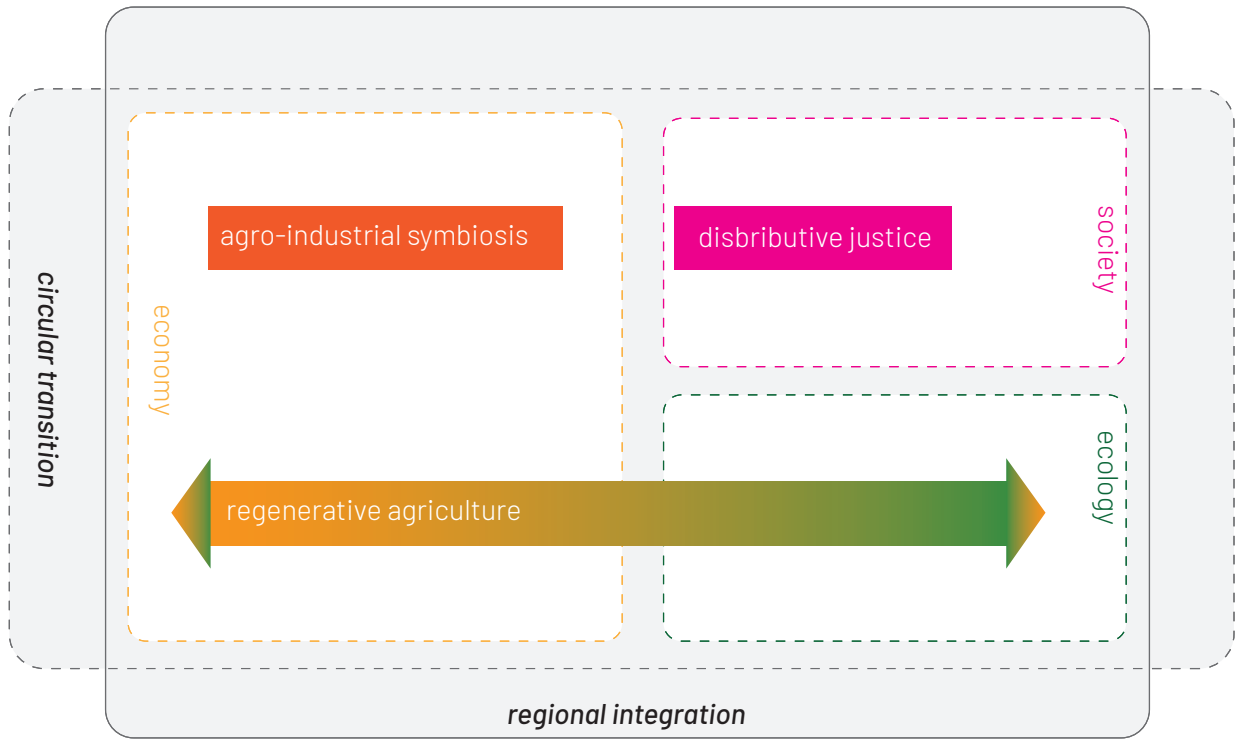 circular transition
economy
agro-industrial symbiosis
disbributive justice
society
regenerative agriculture
ecology
regional integration